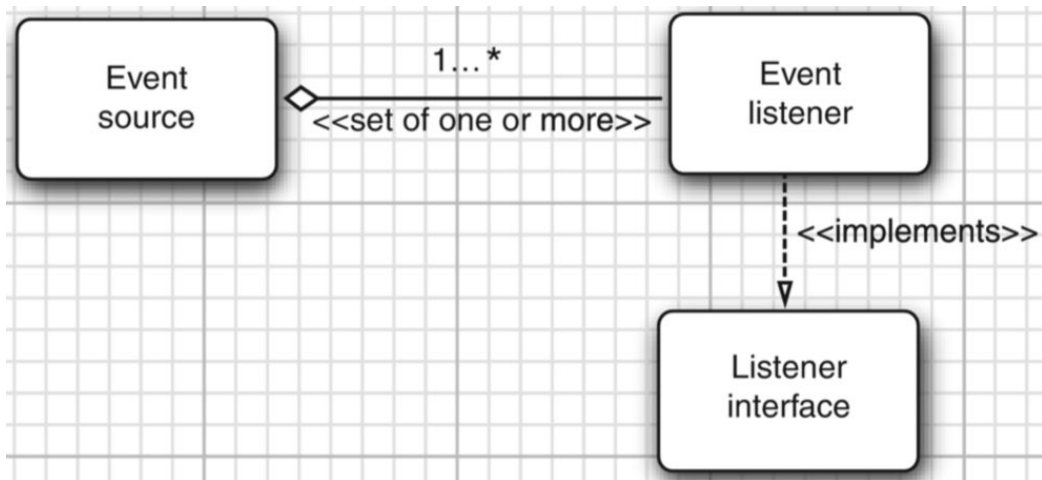 Event
source
1...*
<<set of one or more>>
Event
listener
<<implements>>
Listener
interface